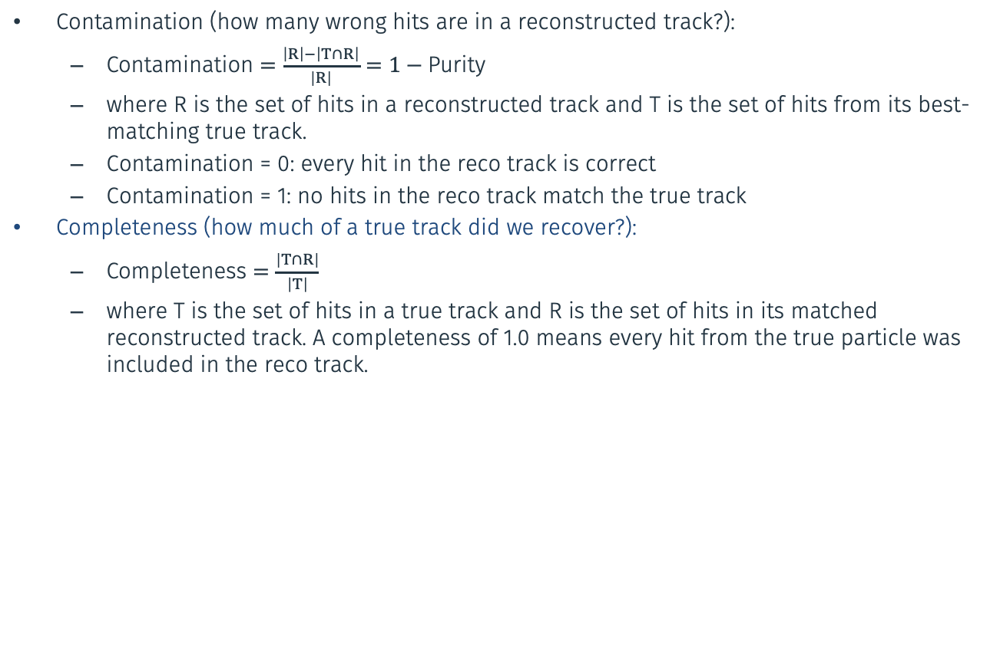 • Contamination (how many wrong hits are in a reconstructed track?):
– Contamination = |R|−|T∩R| / |R| = 1 − Purity
– where R is the set of hits in a reconstructed track and T is the set of hits from its best-
matching true track.
– Contamination = 0: every hit in the reco track is correct
– Contamination = 1: no hits in the reco track match the true track
• Completeness (how much of a true track did we recover?):
– Completeness = |T∩R| / |T|
– where T is the set of hits in a true track and R is the set of hits in its matched
reconstructed track. A completeness of 1.0 means every hit from the true particle was
included in the reco track.